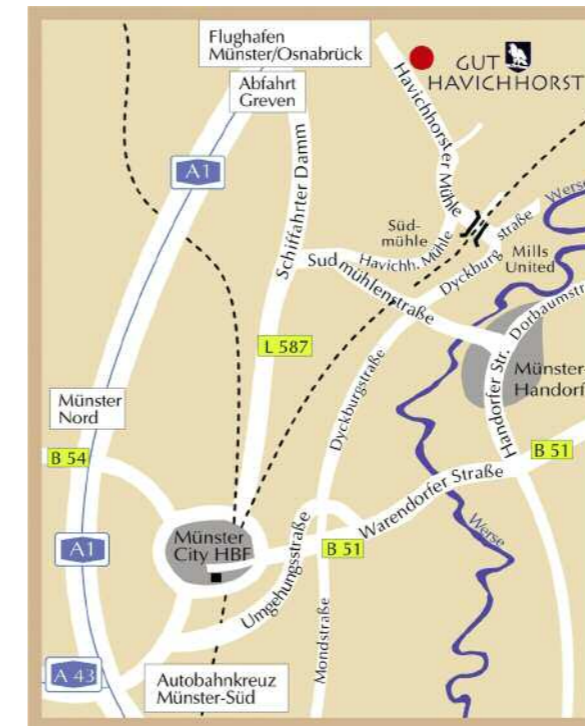 Flughafen
Münster/Osnabrück
Abfahrt
Greven
GUT
HAVICHHORST
Havichhorster Mühle
A1
Schiffahrter Damm
Werse
Süd-
mühle
Havichh. Mühle
Dyckburg straße
Mills
United
Sudmühlenstraße
Dorbaumstr
L 587
Münster-
Handorf
Handorfer Str.
Dyckburgstraße
Münster
Nord
B 54
B 51
Warendorfer Straße
Münster
City HBF
A1
B 51
Werse
Umgehungsstraße
Mondstraße
A 43
Autobahnkreuz
Münster-Süd